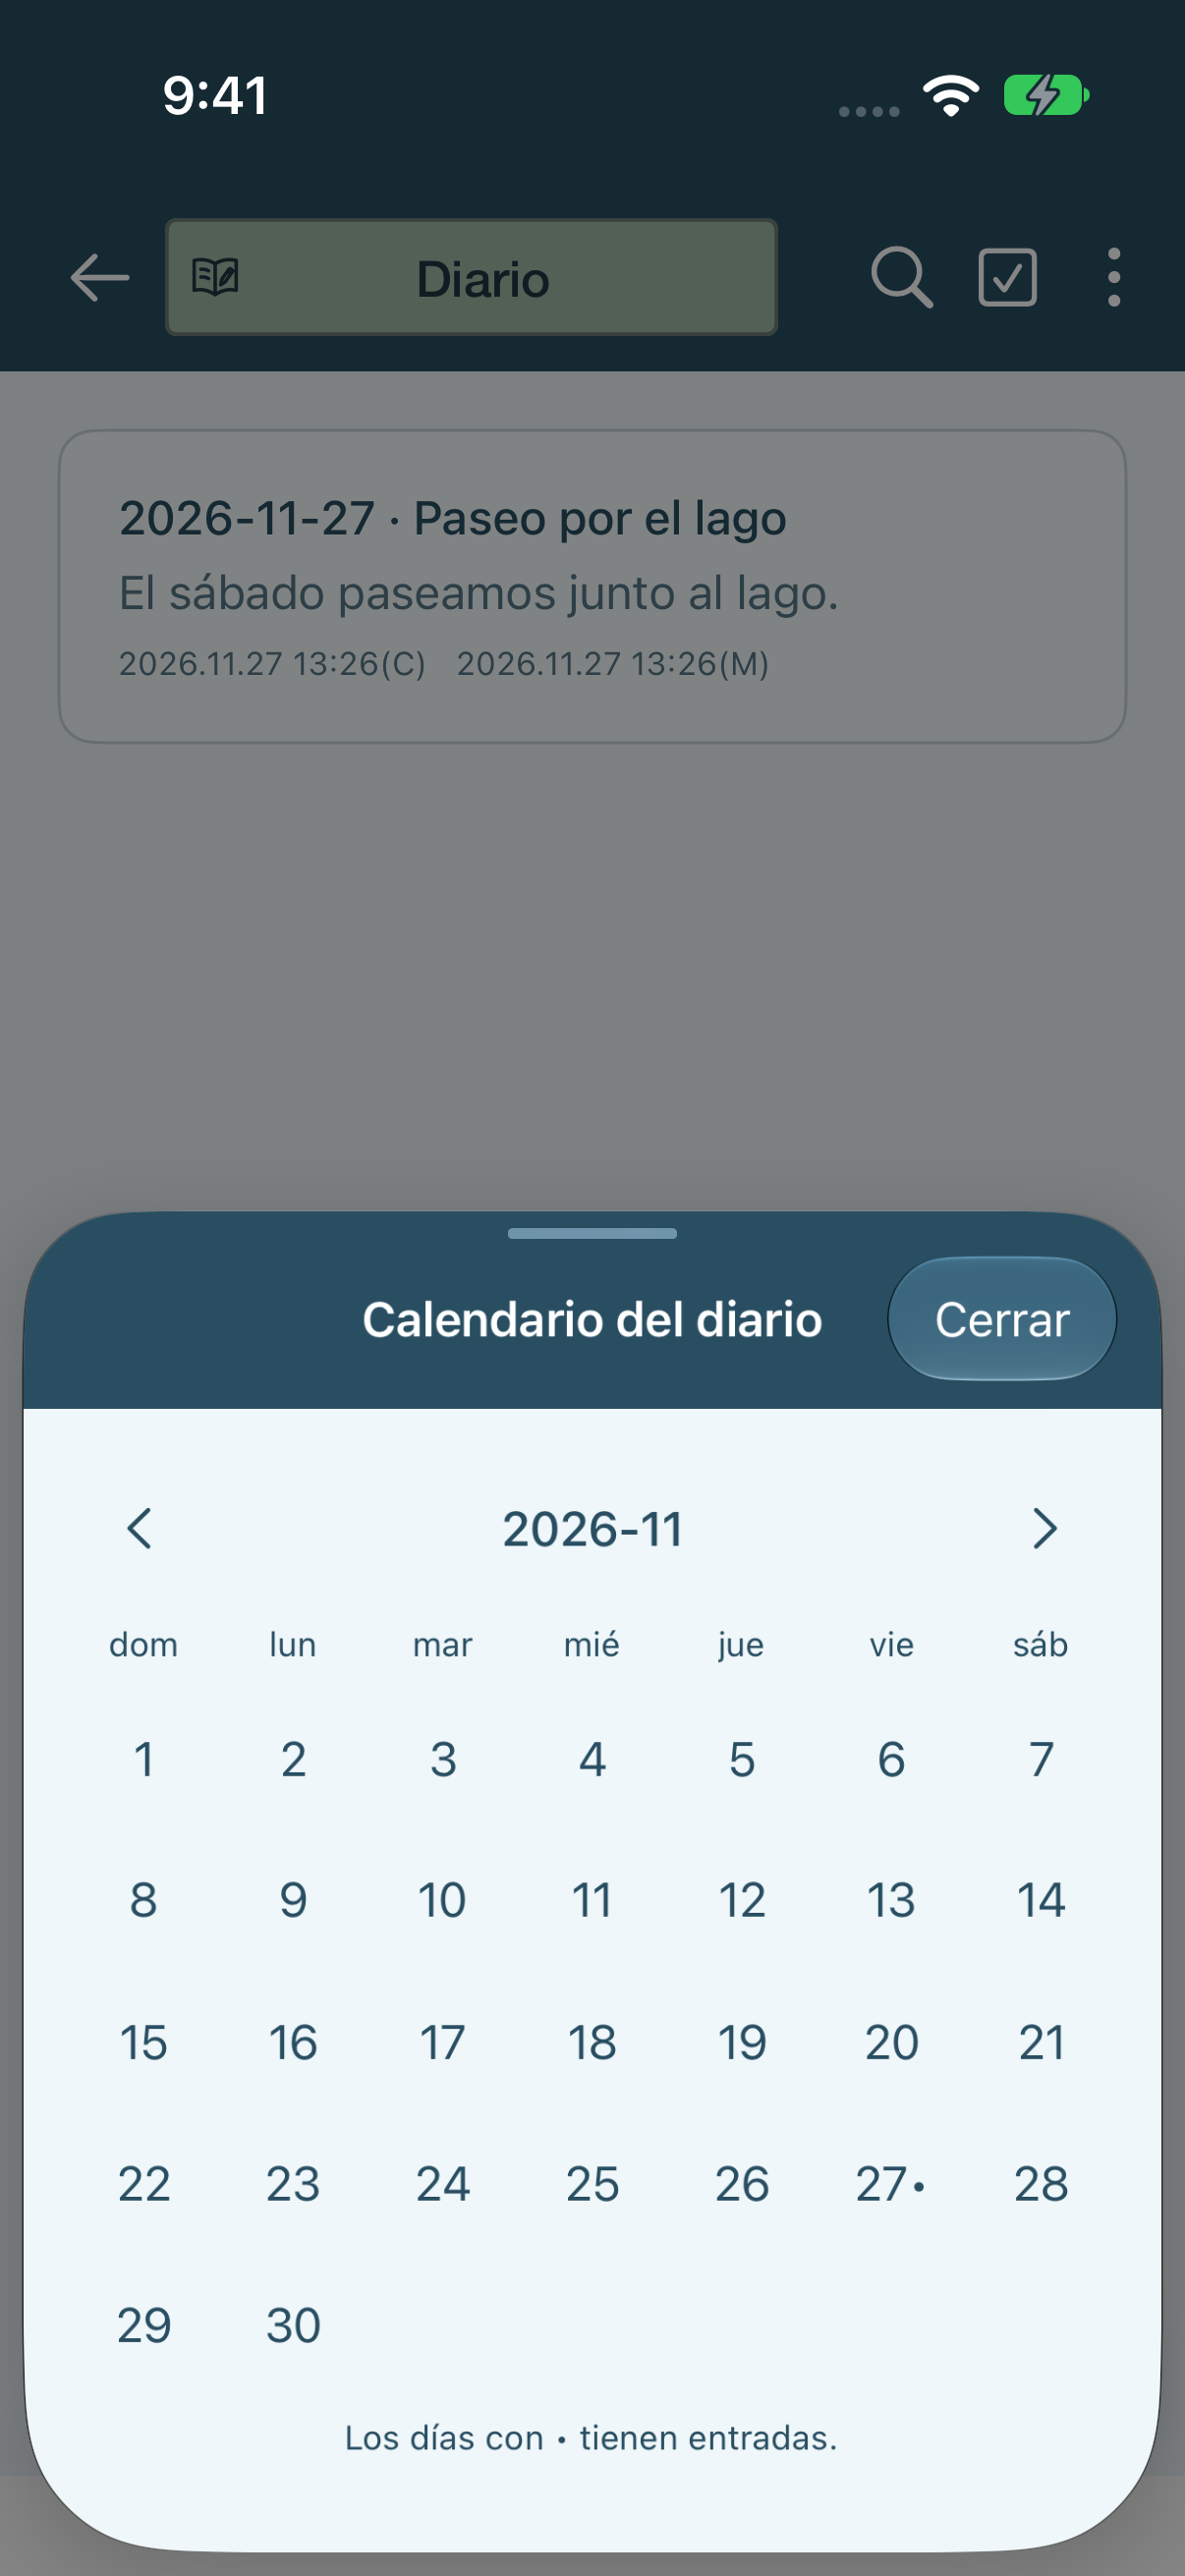 9:41
Diario
2026-11-27 · Paseo por el lago
El sábado paseamos junto al lago.
2026.11.27 13:26(C) 2026.11.27 13:26(M)
Calendario del diario
Cerrar
2026-11
dom lun mar mié jue vie sáb
1 2 3 4 5 6 7
8 9 10 11 12 13 14
15 16 17 18 19 20 21
22 23 24 25 26 27• 28
29 30
Los días con • tienen entradas.